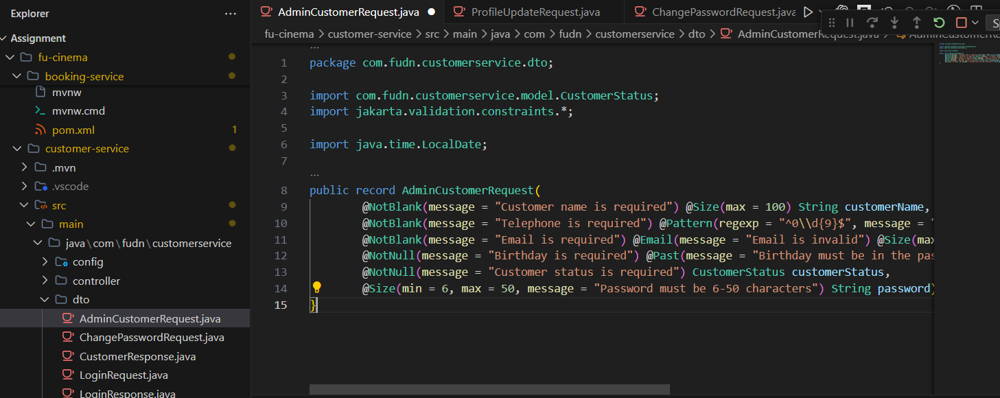 Explorer
Assignment
fu-cinema
booking-service
mvnw
mvnw.cmd
pom.xml 1
customer-service
.mvn
.vscode
src
main
java\com\fudn\customerservice
config
controller
dto
AdminCustomerRequest.java
ChangePasswordRequest.java
CustomerResponse.java
LoginRequest.java
LoginResponse.java
AdminCustomerRequest.java ProfileUpdateRequest.java ChangePasswordRequest.java
fu-cinema > customer-service > src > main > java > com > fudn > customerservice > dto > AdminCustomerRequest.java
1 package com.fudn.customerservice.dto;
2
3 import com.fudn.customerservice.model.CustomerStatus;
4 import jakarta.validation.constraints.*;
5
6 import java.time.LocalDate;
7
8 public record AdminCustomerRequest(
9 @NotBlank(message = "Customer name is required") @Size(max = 100) String customerName,
10 @NotBlank(message = "Telephone is required") @Pattern(regexp = "^0\\d{9}$", message = "
11 @NotBlank(message = "Email is required") @Email(message = "Email is invalid") @Size(max
12 @NotNull(message = "Birthday is required") @Past(message = "Birthday must be in the pas
13 @NotNull(message = "Customer status is required") CustomerStatus customerStatus,
14 @Size(min = 6, max = 50, message = "Password must be 6-50 characters") String password)
15 }